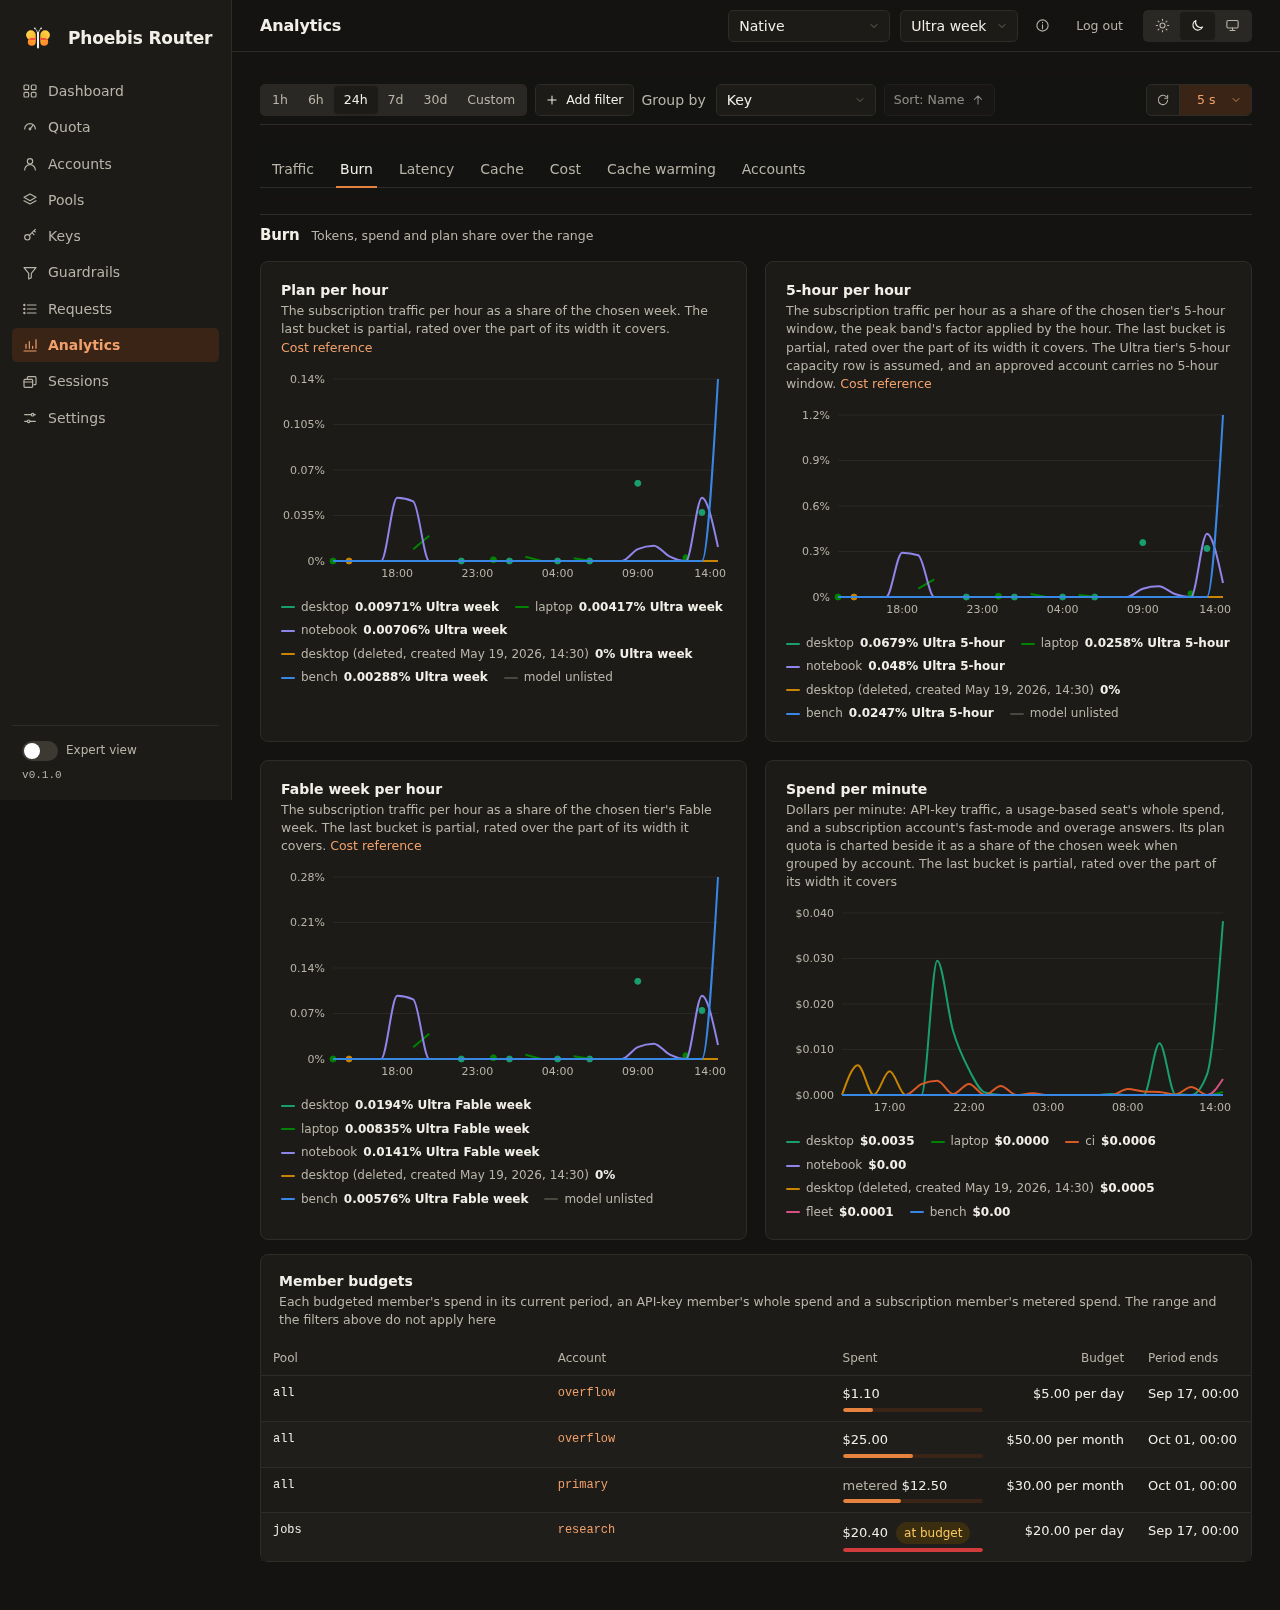 Phoebis Router
Dashboard
Quota
Accounts
Pools
Keys
Guardrails
Requests
Analytics
Sessions
Settings
Expert view
v0.1.0
Analytics
Native
Ultra week
Log out
1h 6h 24h 7d 30d Custom
Add filter
Group by
Key
Sort: Name ↑
5 s
Traffic Burn Latency Cache Cost Cache warming Accounts
Burn Tokens, spend and plan share over the range
Plan per hour
The subscription traffic per hour as a share of the chosen week. The
last bucket is partial, rated over the part of its width it covers.
Cost reference
0.14%
0.105%
0.07%
0.035%
0%
18:00 23:00 04:00 09:00 14:00
desktop 0.00971% Ultra week laptop 0.00417% Ultra week
notebook 0.00706% Ultra week
desktop (deleted, created May 19, 2026, 14:30) 0% Ultra week
bench 0.00288% Ultra week model unlisted
5-hour per hour
The subscription traffic per hour as a share of the chosen tier's 5-hour
window, the peak band's factor applied by the hour. The last bucket is
partial, rated over the part of its width it covers. The Ultra tier's 5-hour
capacity row is assumed, and an approved account carries no 5-hour
window. Cost reference
1.2%
0.9%
0.6%
0.3%
0%
18:00 23:00 04:00 09:00 14:00
desktop 0.0679% Ultra 5-hour laptop 0.0258% Ultra 5-hour
notebook 0.048% Ultra 5-hour
desktop (deleted, created May 19, 2026, 14:30) 0%
bench 0.0247% Ultra 5-hour model unlisted
Fable week per hour
The subscription traffic per hour as a share of the chosen tier's Fable
week. The last bucket is partial, rated over the part of its width it
covers. Cost reference
0.28%
0.21%
0.14%
0.07%
0%
18:00 23:00 04:00 09:00 14:00
desktop 0.0194% Ultra Fable week
laptop 0.00835% Ultra Fable week
notebook 0.0141% Ultra Fable week
desktop (deleted, created May 19, 2026, 14:30) 0%
bench 0.00576% Ultra Fable week model unlisted
Spend per minute
Dollars per minute: API-key traffic, a usage-based seat's whole spend,
and a subscription account's fast-mode and overage answers. Its plan
quota is charted beside it as a share of the chosen week when
grouped by account. The last bucket is partial, rated over the part of
its width it covers
$0.040
$0.030
$0.020
$0.010
$0.000
17:00 22:00 03:00 08:00 14:00
desktop $0.0035 laptop $0.0000 ci $0.0006
notebook $0.00
desktop (deleted, created May 19, 2026, 14:30) $0.0005
fleet $0.0001 bench $0.00
Member budgets
Each budgeted member's spend in its current period, an API-key member's whole spend and a subscription member's metered spend. The range and
the filters above do not apply here
Pool Account Spent Budget Period ends
all overflow $1.10 $5.00 per day Sep 17, 00:00
all overflow $25.00 $50.00 per month Oct 01, 00:00
all primary metered $12.50 $30.00 per month Oct 01, 00:00
jobs research $20.40 at budget $20.00 per day Sep 17, 00:00